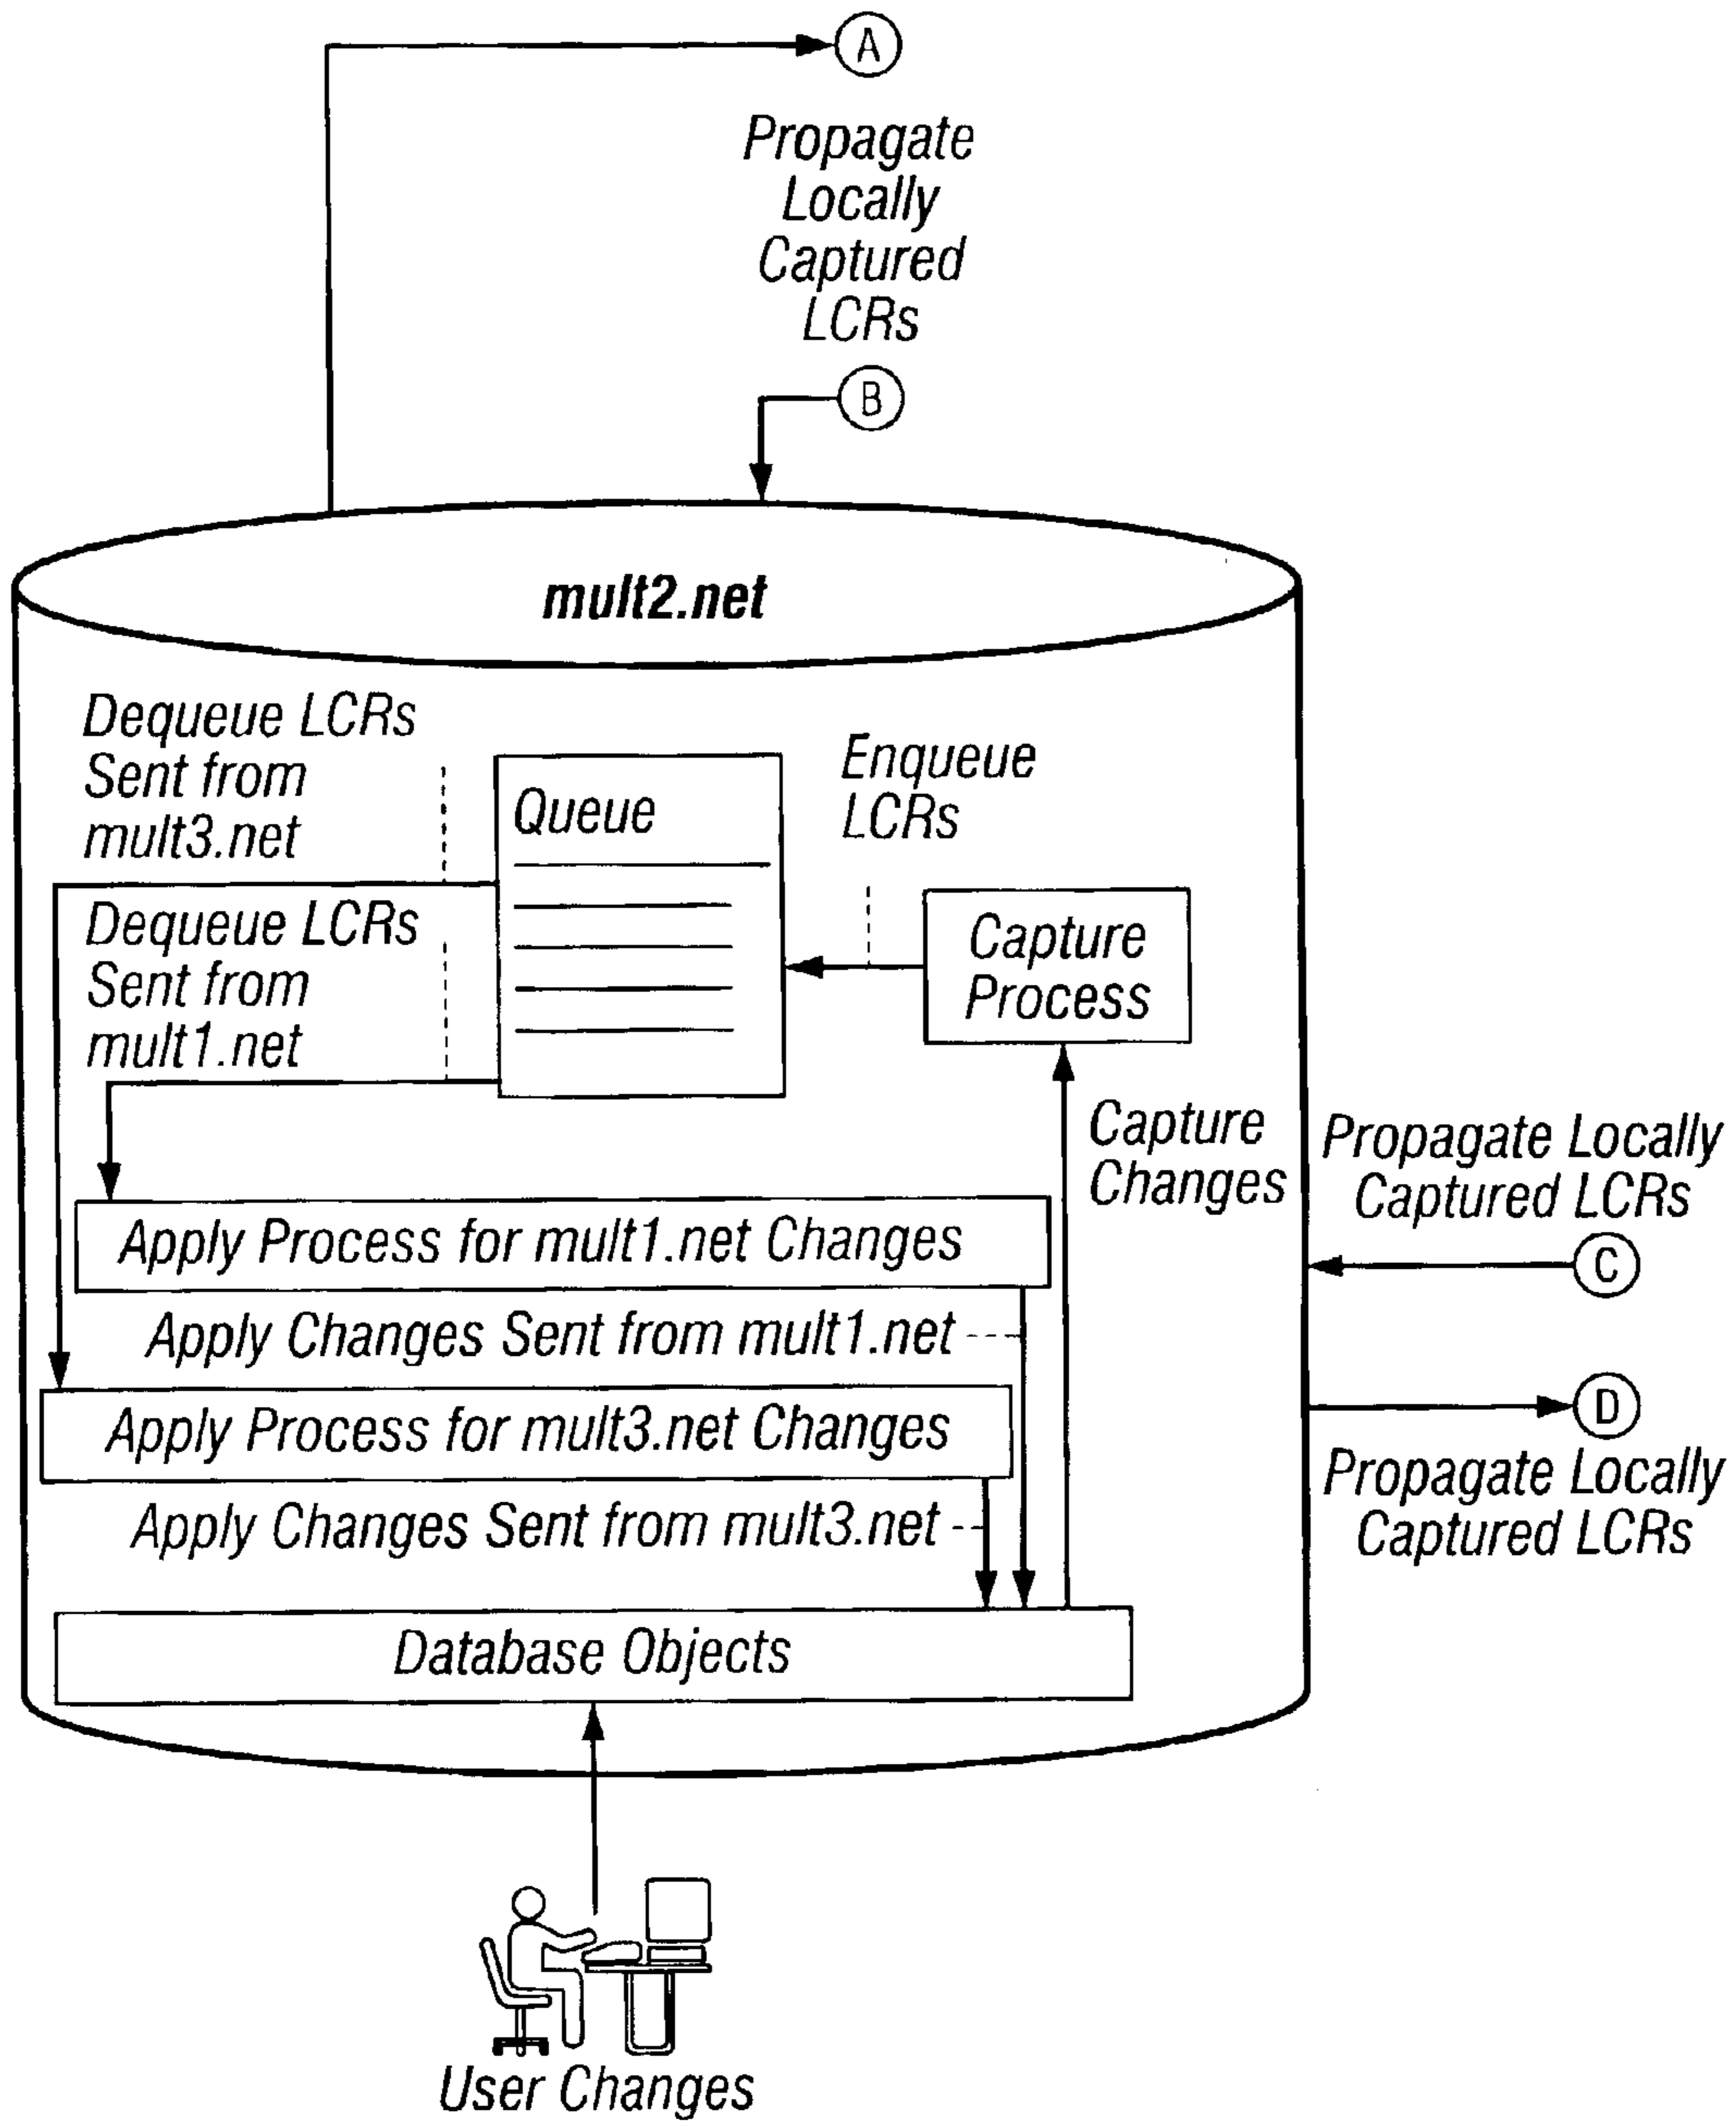 A
Propagate
Locally
Captured
LCRs
B
mult2.net
Dequeue LCRs
Sent from
mult3.net
Queue
Enqueue
LCRs
Dequeue LCRs
Sent from
mult1.net
Capture
Process
Capture
Changes
Propagate Locally
Captured LCRs
C
Apply Process for mult1.net Changes
Apply Changes Sent from mult1.net
D
Propagate Locally
Captured LCRs
Apply Process for mult3.net Changes
Apply Changes Sent from mult3.net
Database Objects
User Changes